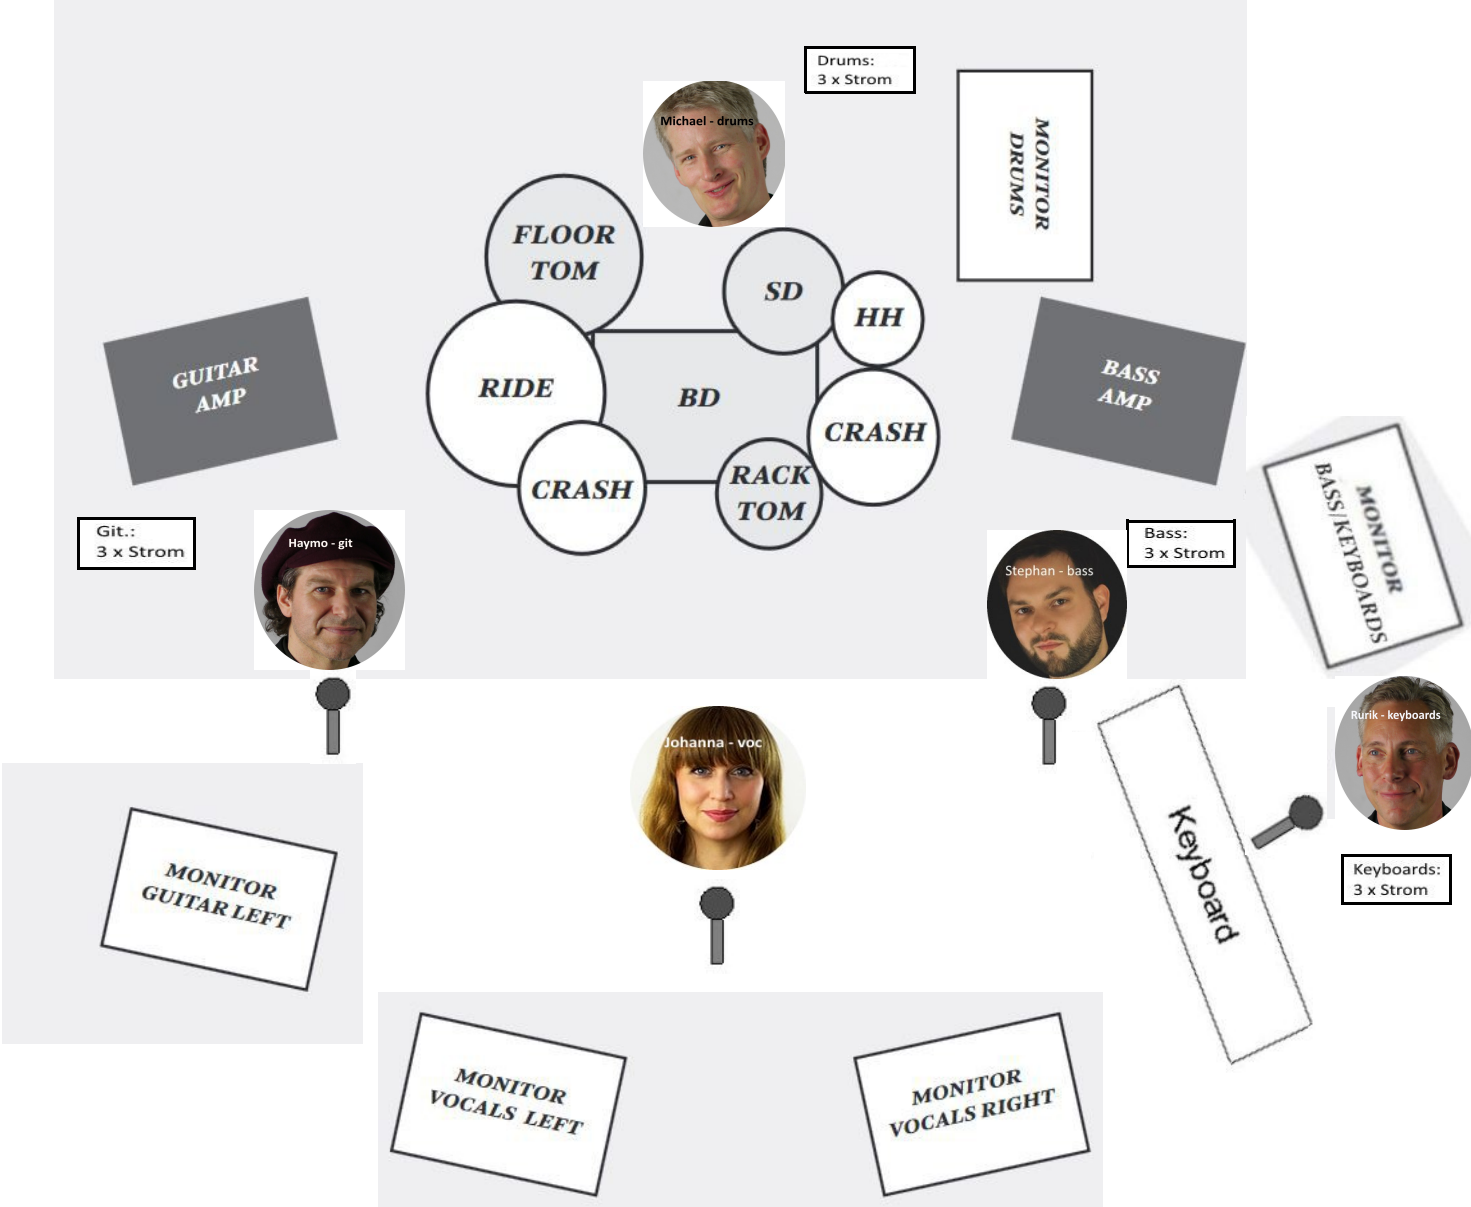 Drums:
3 x Strom
Michael - drums
MONITOR
DRUMS
FLOOR
TOM
SD
HH
GUITAR
AMP
RIDE
BD
BASS
AMP
CRASH
CRASH
RACK
TOM
MONITOR
BASS/KEYBOARDS
Git.:
3 x Strom
Haymo - git
Bass:
3 x Strom
Stephan - bass
Rurik - keyboards
Johanna - voc
Keyboard
Keyboards:
3 x Strom
MONITOR
GUITAR LEFT
MONITOR
VOCALS LEFT
MONITOR
VOCALS RIGHT